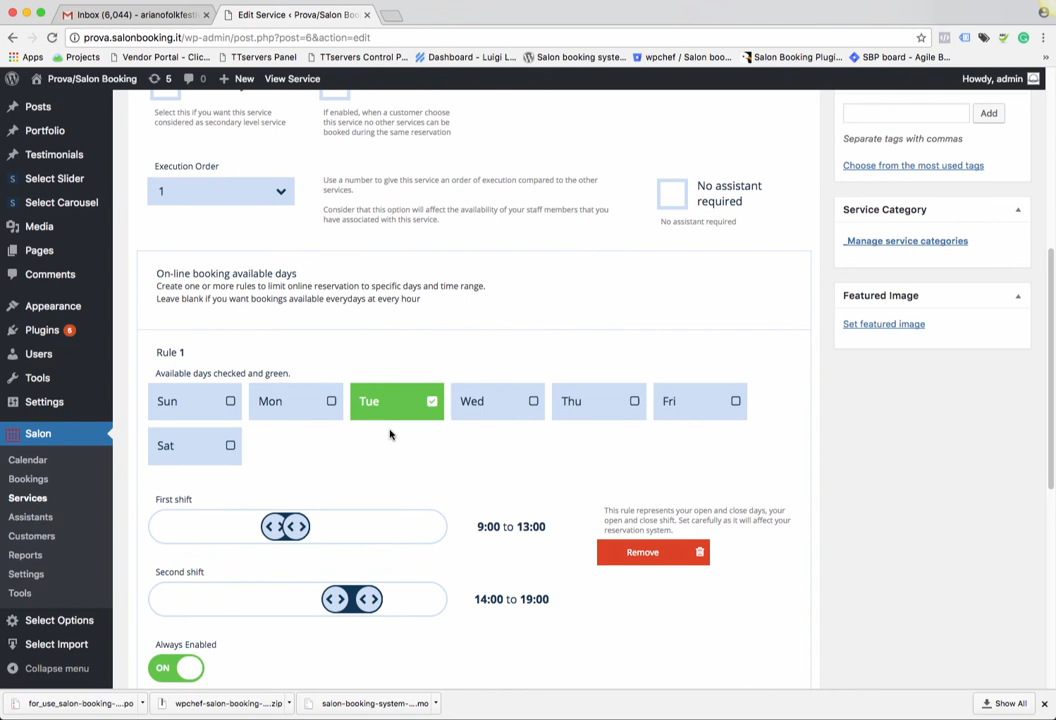 Inbox (6,044) - arianofolkfesti
Edit Service ‹ Prova/Salon Boo
prova.salonbooking.it/wp-admin/post.php?post=6&action=edit
Apps
Projects
Vendor Portal - Clic...
TTservers Panel
TTservers Control P...
Dashboard - Luigi L...
Salon booking syste...
wpchef / Salon boo...
Salon Booking Plugi...
SBP board - Agile B...
Prova/Salon Booking
5
0
New
View Service
Howdy, admin
Posts
Portfolio
Testimonials
Select Slider
Select Carousel
Media
Pages
Comments
Appearance
Plugins 6
Users
Tools
Settings
Salon
Calendar
Bookings
Services
Assistants
Customers
Reports
Settings
Tools
Select Options
Select Import
Collapse menu
Select this if you want this service
considered as secondary level service
If enabled, when a customer choose
this service no other services can be
booked during the same reservation
Execution Order
1
Use a number to give this service an order of execution compared to the other
services.
Consider that this option will affect the availability of your staff members that you
have associated with this service.
No assistant
required
No assistant required
On-line booking available days
Create one or more rules to limit online reservation to specific days and time range.
Leave blank if you want bookings available everydays at every hour
Rule 1
Available days checked and green.
Sun
Mon
Tue
Wed
Thu
Fri
Sat
First shift
9:00 to 13:00
This rule represents your open and close days, your
open and close shift. Set carefully as it will affect your
reservation system.
Remove
Second shift
14:00 to 19:00
Always Enabled
ON
Add
Separate tags with commas
Choose from the most used tags
Service Category
_Manage service categories
Featured Image
Set featured image
for_use_salon-booking-....po
wpchef-salon-booking-....zip
salon-booking-system-....mo
Show All